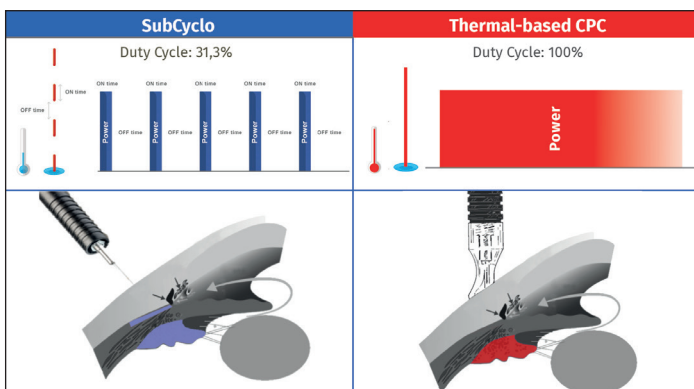 SubCyclo
Thermal-based CPC
Duty Cycle: 31,3%
Duty Cycle: 100%
ON time ON time ON time ON time ON time
ON time
OFF time
Power Power Power Power Power
OFF time OFF time OFF time OFF time OFF time
Power